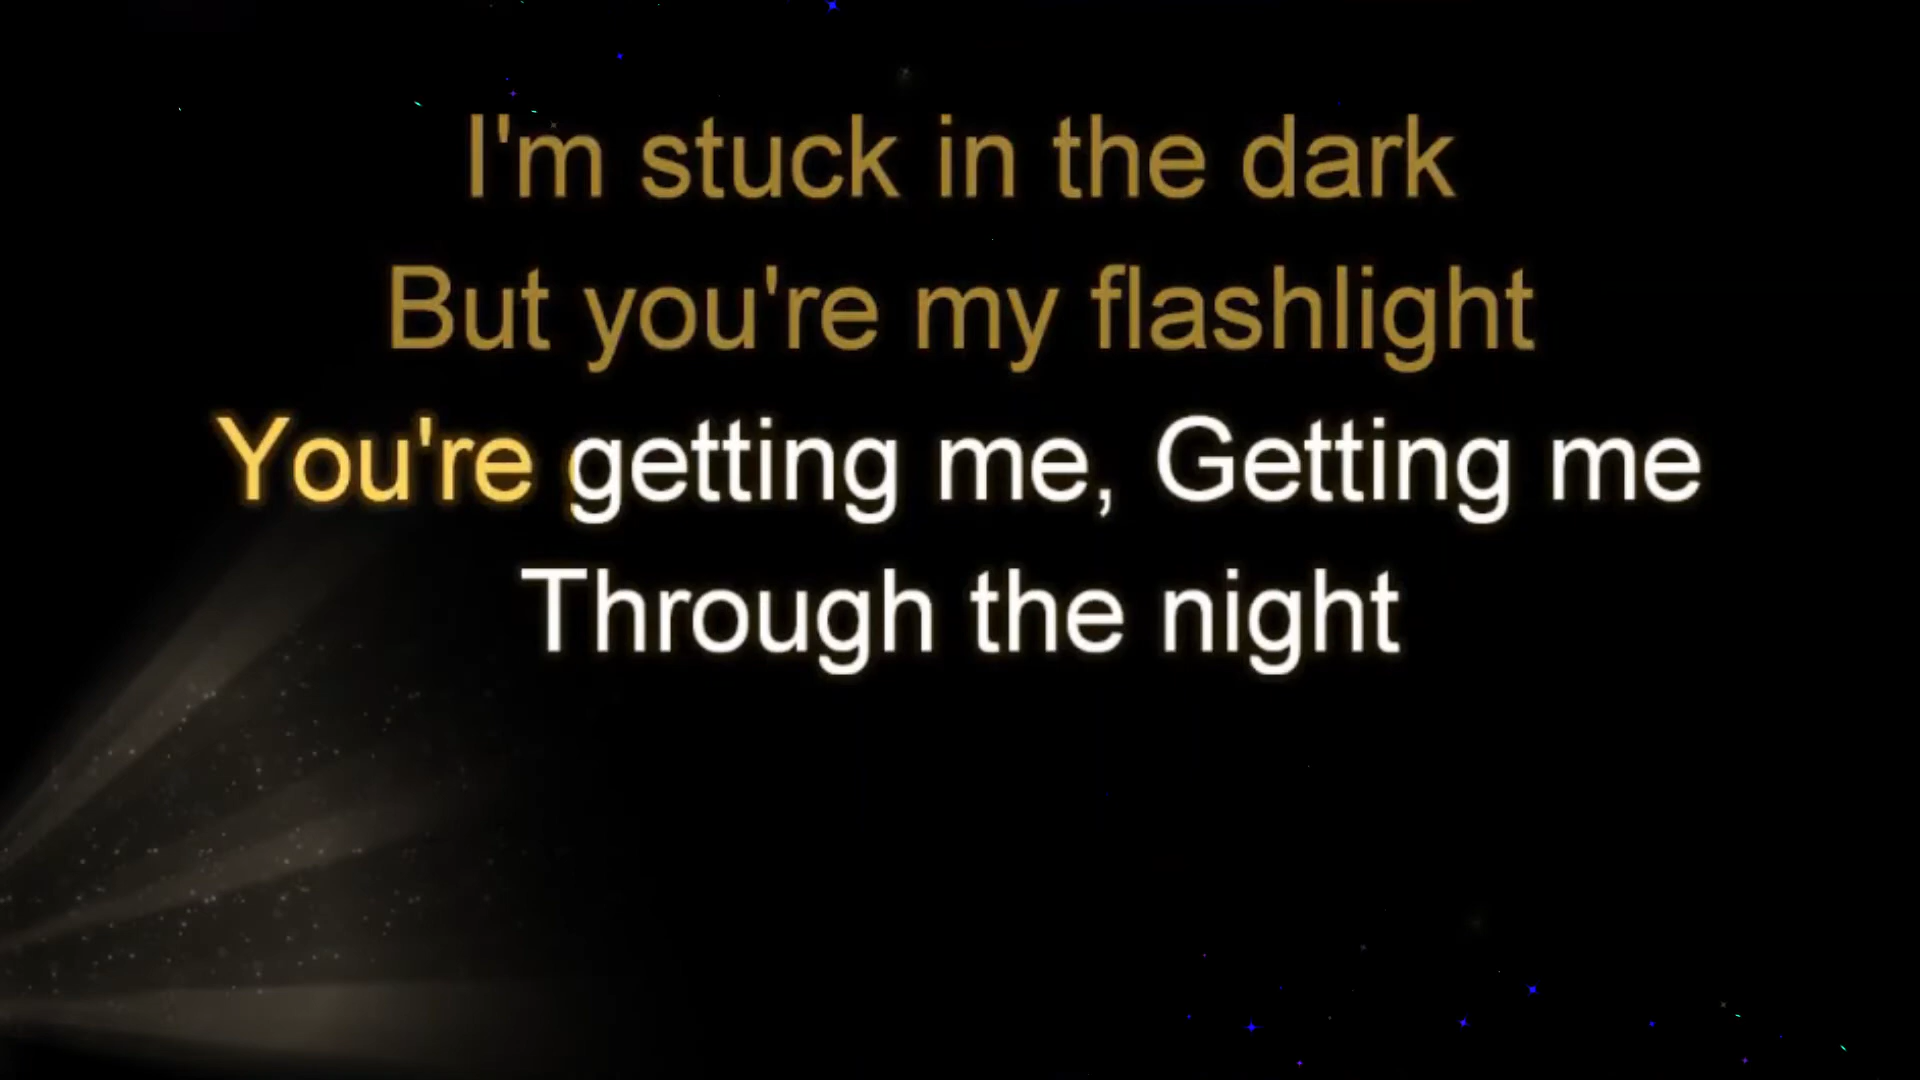 I'm stuck in the dark
But you're my flashlight
You're getting me, Getting me
Through the night